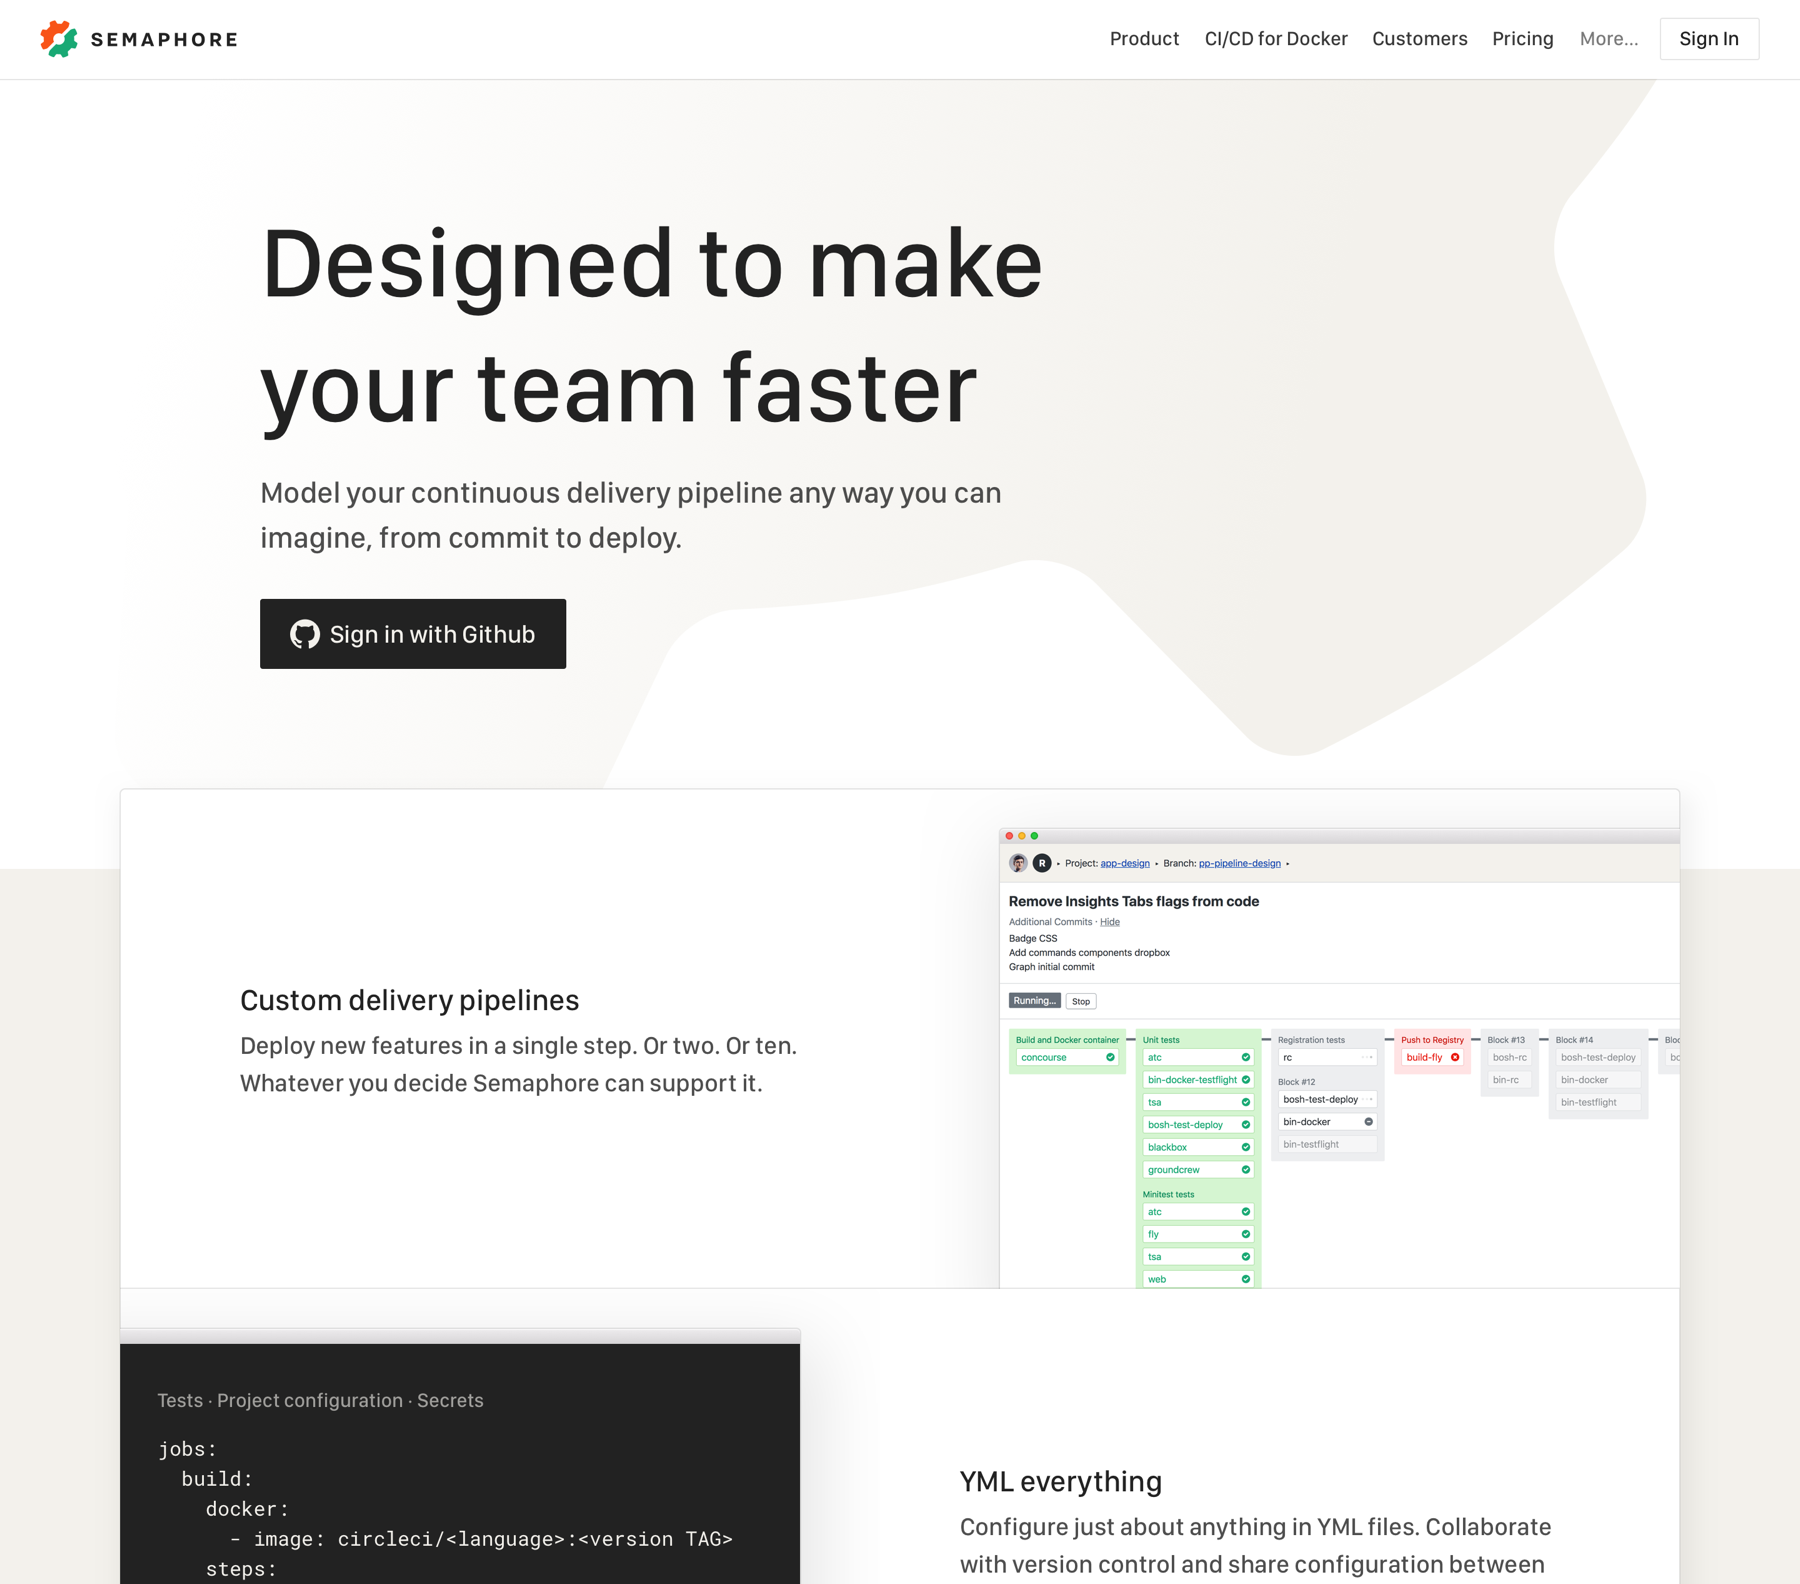 SEMAPHORE
Product
CI/CD for Docker
Customers
Pricing
More...
Sign In
Designed to make
your team faster
Model your continuous delivery pipeline any way you can
imagine, from commit to deploy.
Sign in with Github
Custom delivery pipelines
Deploy new features in a single step. Or two. Or ten.
Whatever you decide Semaphore can support it.
R
Project: app-design
Branch: pp-pipeline-design
Remove Insights Tabs flags from code
Additional Commits · Hide
Badge CSS
Add commands components dropbox
Graph initial commit
Running...
Stop
Build and Docker container
concourse
Unit tests
atc
bin-docker-testflight
tsa
bosh-test-deploy
blackbox
groundcrew
Minitest tests
atc
fly
tsa
web
Registration tests
rc
Block #12
bosh-test-deploy
bin-docker
bin-testflight
Push to Registry
build-fly
Block #13
bosh-rc
bin-rc
Block #14
bosh-test-deploy
bin-docker
bin-testflight
Tests · Project configuration · Secrets
jobs:
build:
docker:
- image: circleci/<language>:<version TAG>
steps:
YML everything
Configure just about anything in YML files. Collaborate
with version control and share configuration between